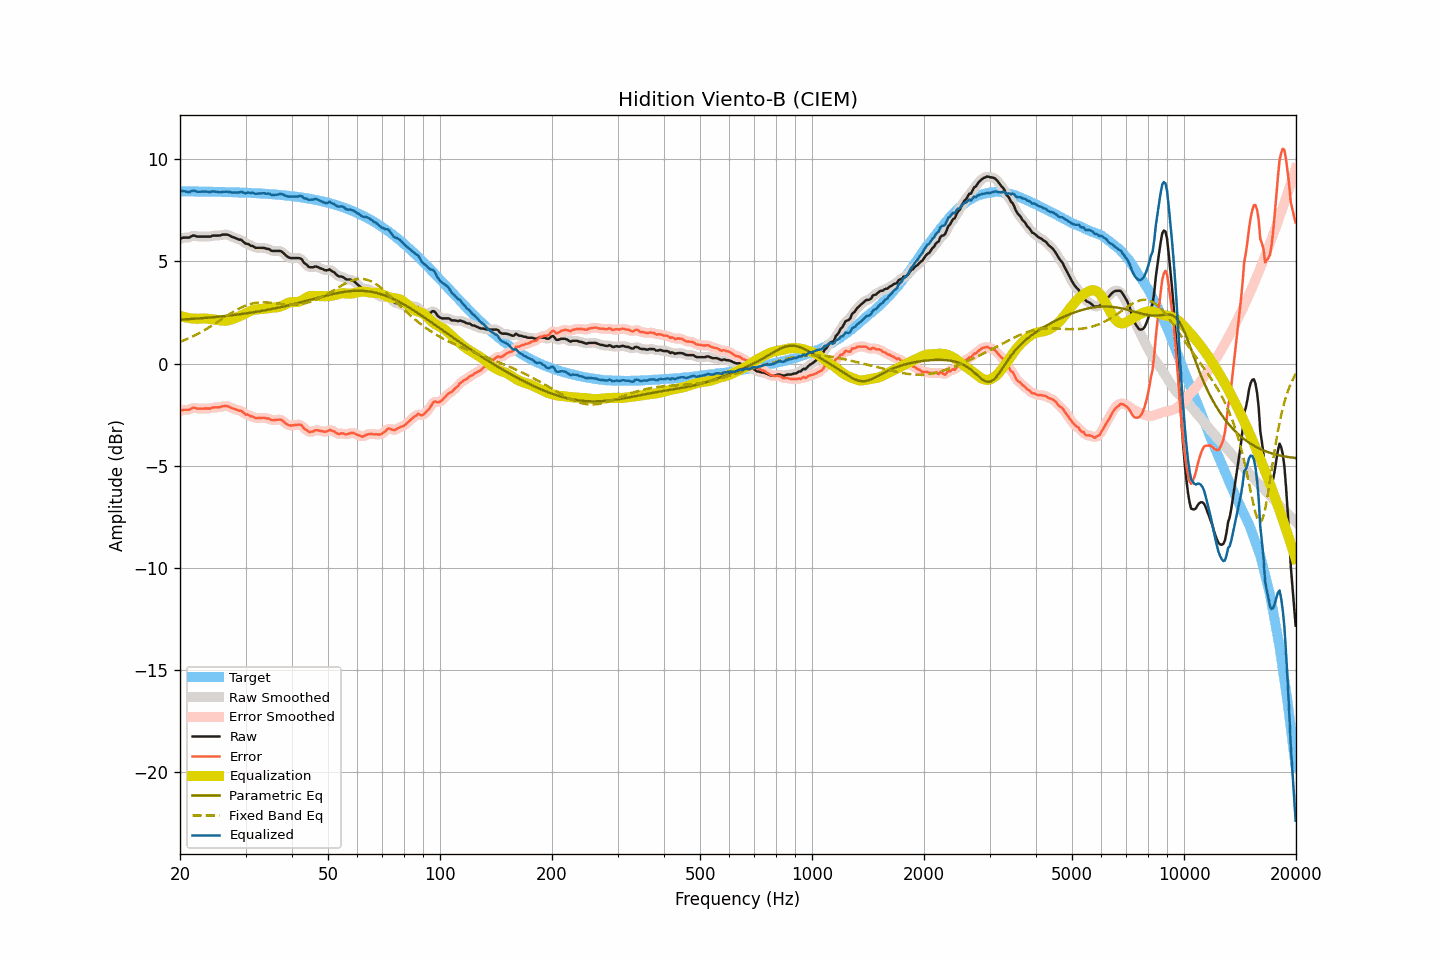 Hidition Viento-B (CIEM)
Amplitude (dBr)
10
5
0
−5
−10
−15
−20
Target
Raw Smoothed
Error Smoothed
Raw
Error
Equalization
Parametric Eq
Fixed Band Eq
Equalized
20 50 100 200 500 1000 2000 5000 10000 20000
Frequency (Hz)